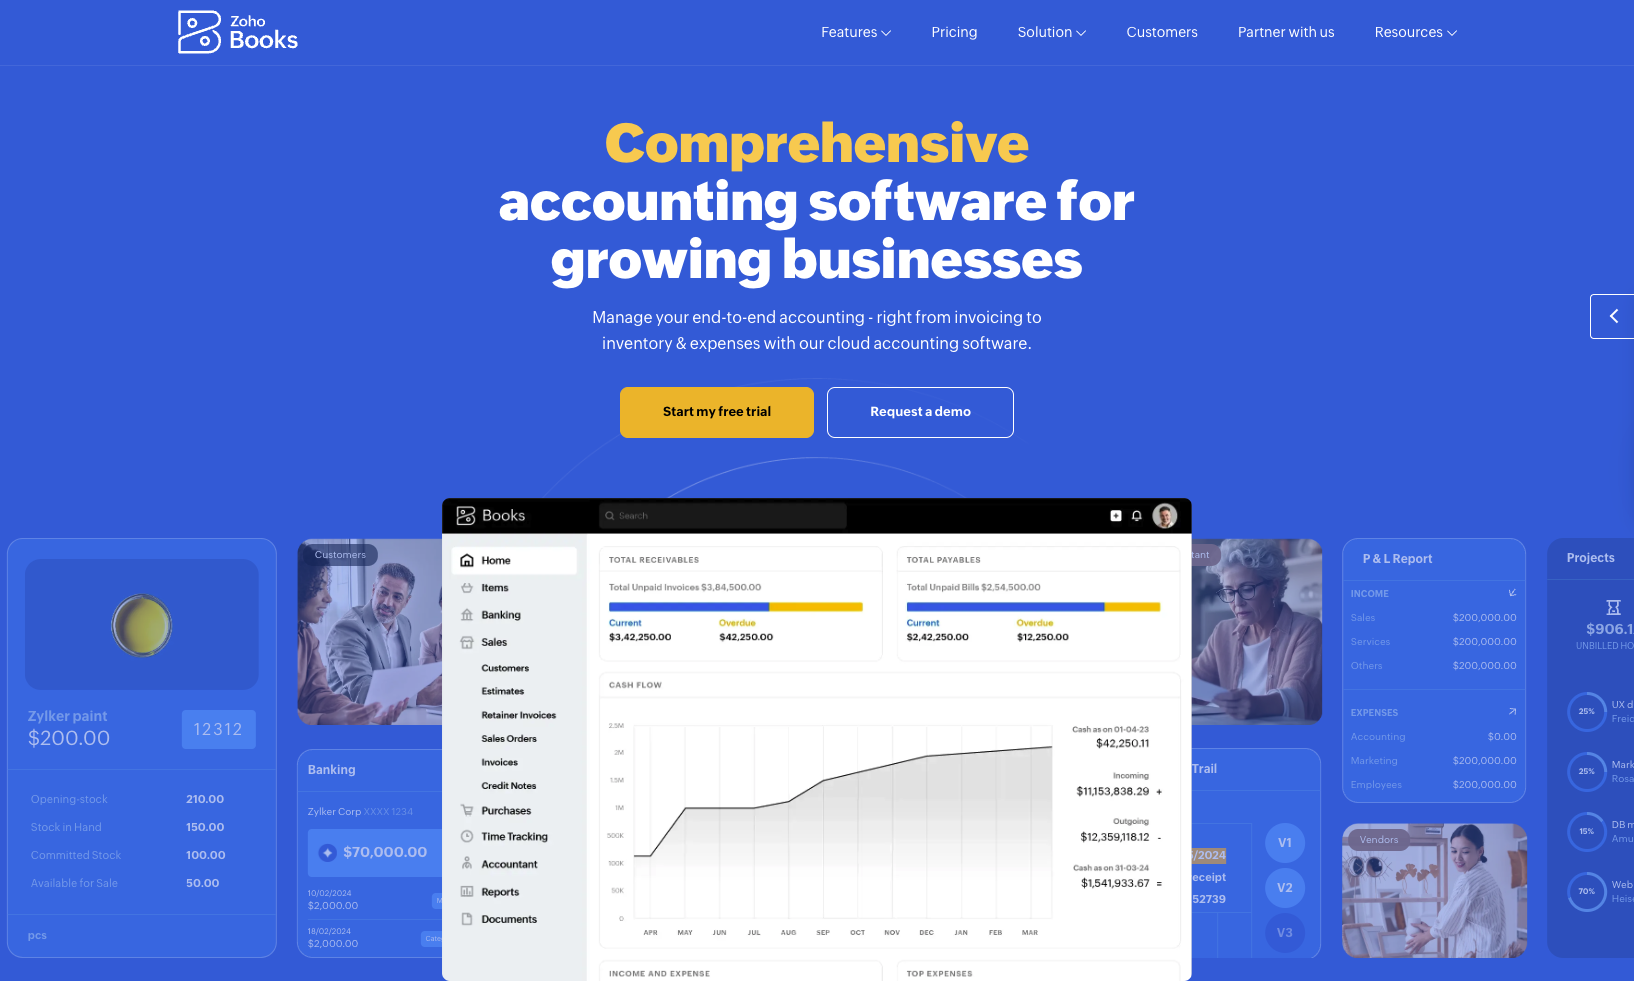 Zoho
Books
Features
Pricing
Solution
Customers
Partner with us
Resources
Comprehensive
accounting software for
growing businesses
Manage your end-to-end accounting - right from invoicing to
inventory & expenses with our cloud accounting software.
Start my free trial
Request a demo
Zylker paint
$200.00
12312
Opening-stock 210.00
Stock in Hand 150.00
Committed Stock 100.00
Available for Sale 50.00
pcs
Customers
Banking
Zylker Corp XXXX 1234
$70,000.00
10/02/2024
$2,000.00
18/02/2024
$2,000.00
Books
Search
Home
Items
Banking
Sales
Customers
Estimates
Retainer Invoices
Sales Orders
Invoices
Credit Notes
Purchases
Time Tracking
Accountant
Reports
Documents
TOTAL RECEIVABLES
Total Unpaid Invoices $3,84,500.00
Current Overdue
$3,42,250.00 $42,250.00
TOTAL PAYABLES
Total Unpaid Bills $2,54,500.00
Current Overdue
$2,42,250.00 $12,250.00
CASH FLOW
2.5M
2M
1.5M
1M
500K
100K
50K
0
APR MAY JUN JUL AUG SEP OCT NOV DEC JAN FEB MAR
Cash as on 01-04-23
$42,250.11
Incoming
$11,153,838.29 +
Outgoing
$12,359,118.12 -
Cash as on 31-03-24
$1,541,933.67 =
INCOME AND EXPENSE
TOP EXPENSES
tant
Trail
/2024
eceipt
52739
V1
V2
V3
P & L Report
INCOME
Sales $200,000.00
Services $200,000.00
Others $200,000.00
EXPENSES
Accounting $0.00
Marketing $200,000.00
Employees $200,000.00
Vendors
Projects
$906.1
UNBILLED HO
25% UX d
Freid
25% Mark
Rosa
15% DB m
Amu
70% Web
Heis